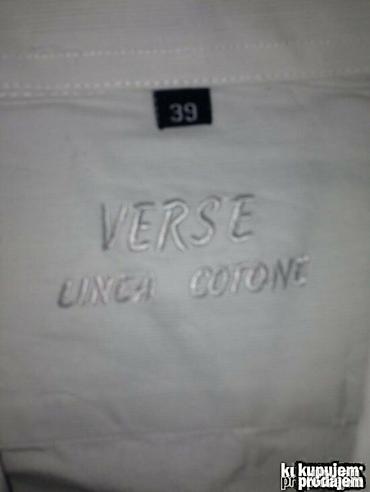 39
VERSE
LINEA COTONE
kupujem
prodajem